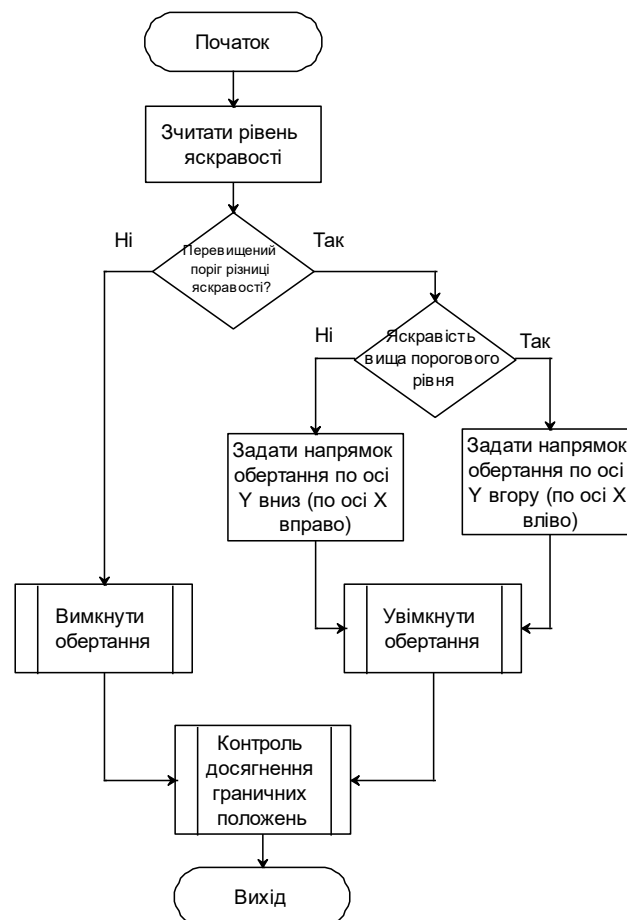 Початок
Зчитати рівень
яскравості
Ні
Так
Перевищений
поріг різниці
яскравості?
Ні
Так
Яскравість
вища порогового
рівня
Задати напрямок
обертання по осі
Y вниз (по осі X
вправо)
Задати напрямок
обертання по осі
Y вгору (по осі X
вліво)
Вимкнути
обертання
Увімкнути
обертання
Контроль
досягнення
граничних
положень
Вихід